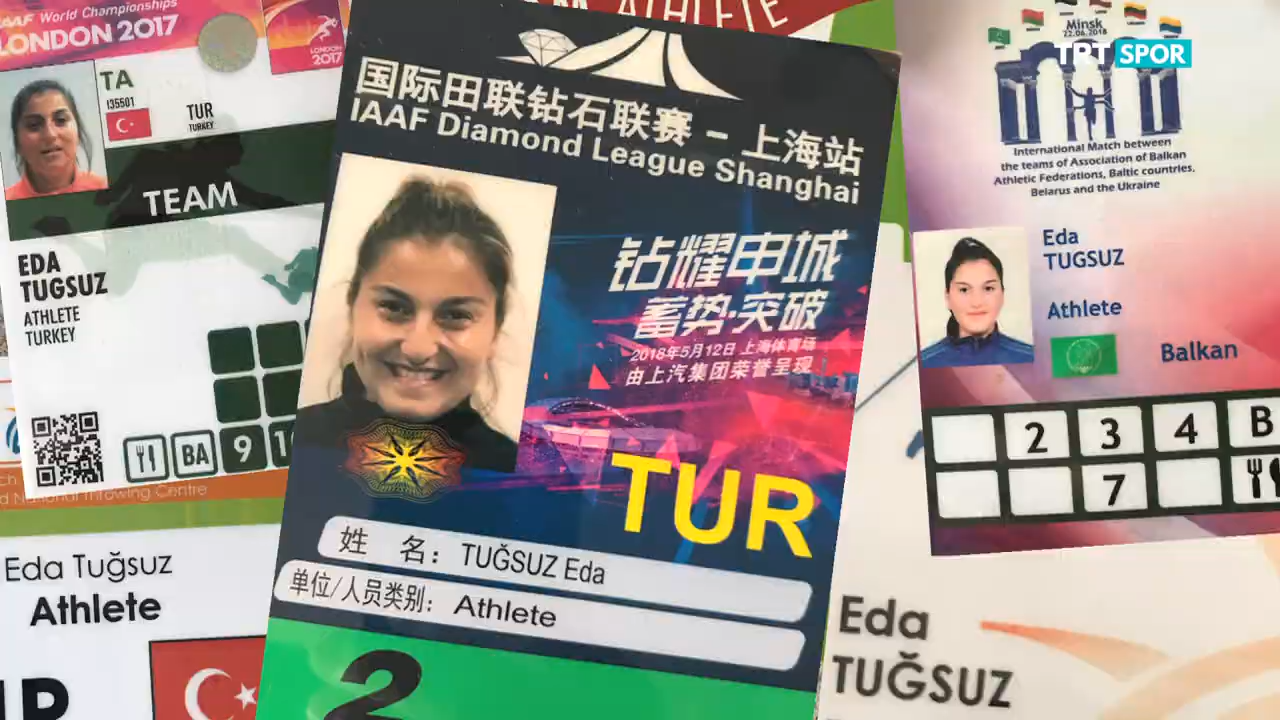 IAAF World Championships
LONDON 2017
LONDON
2017
TA
135501
TUR
TURKEY
TEAM
EDA
TUGSUZ
ATHLETE
TURKEY
BA
9
National Throwing Centre
Eda Tuğsuz
Athlete
ATHLETE
国际田联钻石联赛 – 上海站
IAAF Diamond League Shanghai
钻耀申城
蓄势·突破
2018年5月12日 上海体育场
由上汽集团荣誉呈现
TUR
姓 名： TUĞSUZ Eda
单位/人员类别： Athlete
2
Minsk
22.06.2018
TRT SPOR
International Match between
the teams of Association of Balkan
Athletic Federations, Baltic countries,
Belarus and the Ukraine
Eda
TUGSUZ
Athlete
Balkan
2 3 4 B
7
Eda
TUĞSUZ